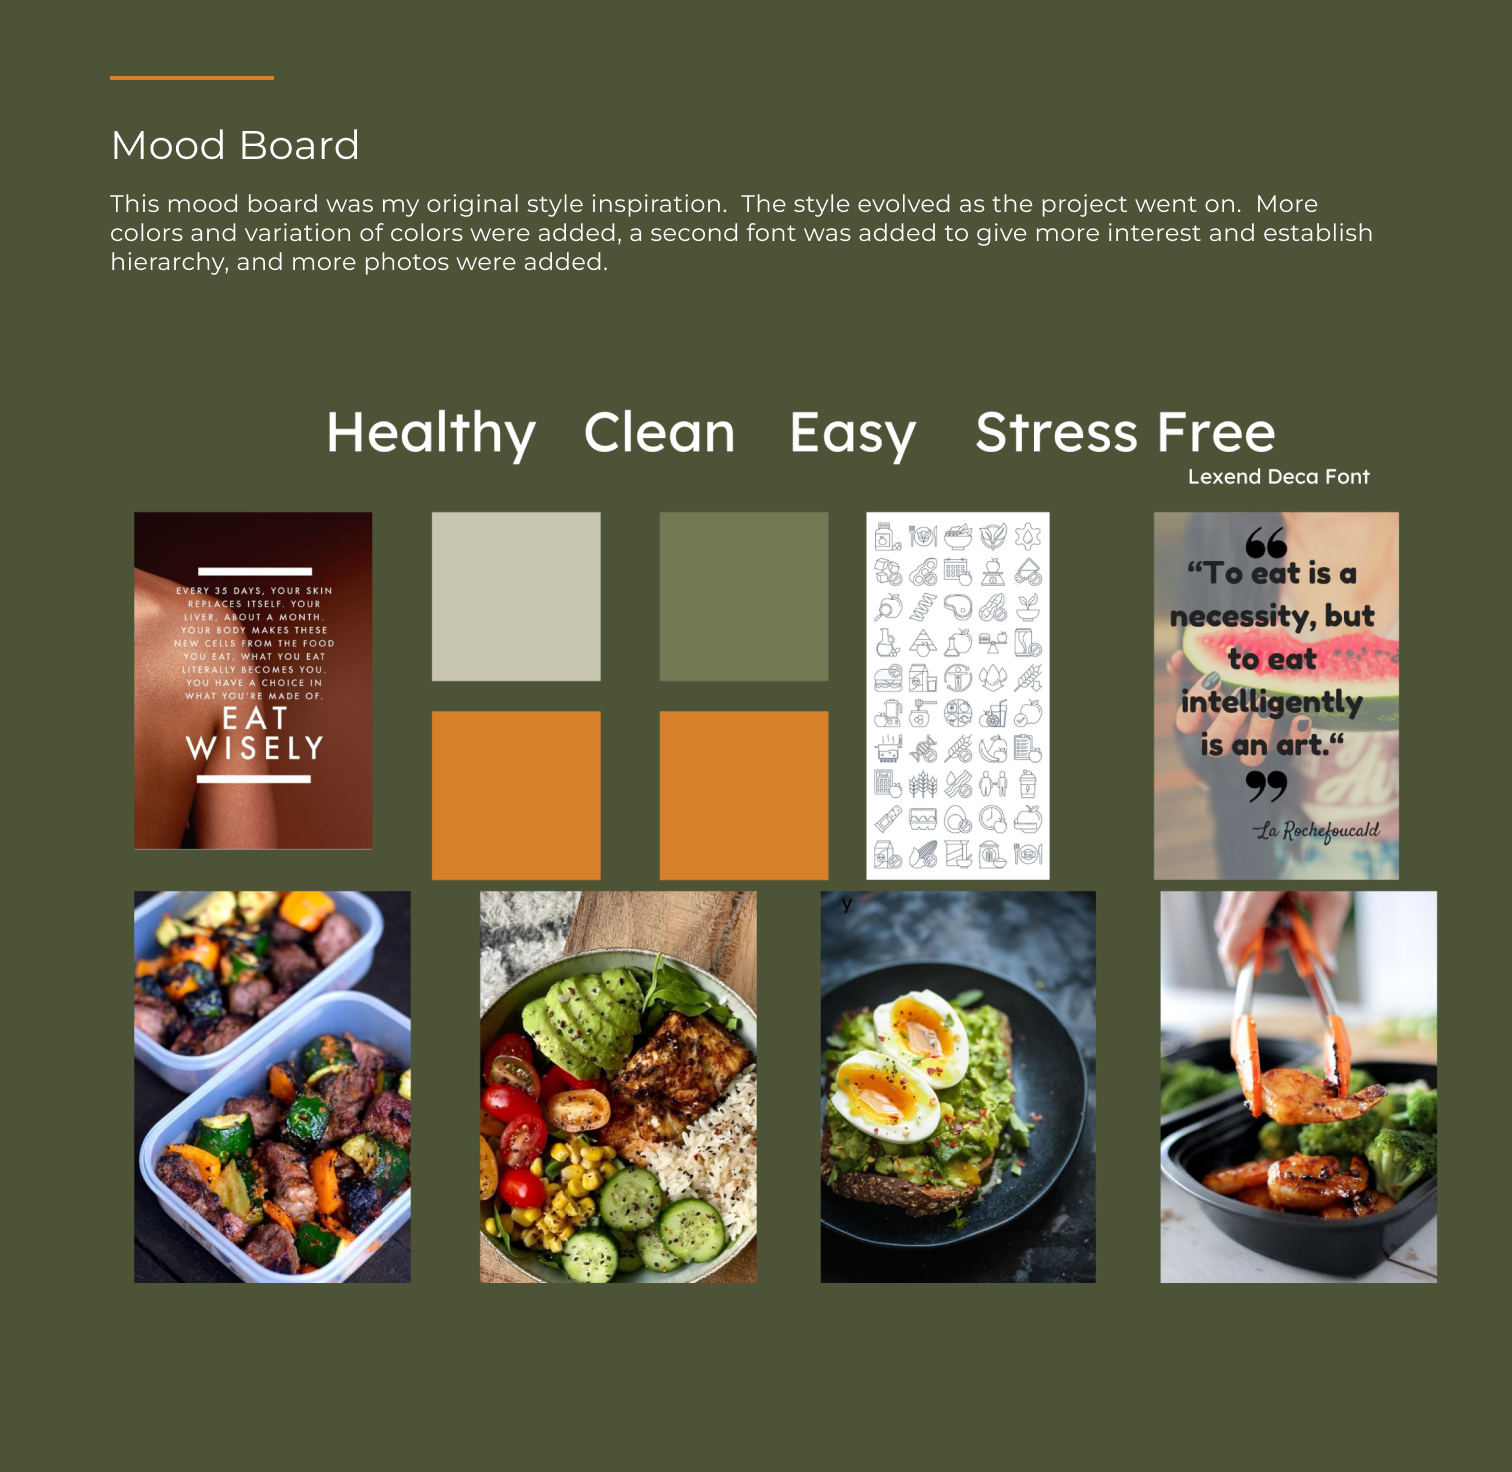 Mood Board
This mood board was my original style inspiration.  The style evolved as the project went on.  More
colors and variation of colors were added, a second font was added to give more interest and establish
hierarchy, and more photos were added.
Healthy Clean Easy Stress Free
Lexend Deca Font
EVERY 35 DAYS, YOUR SKIN
REPLACES ITSELF. YOUR
LIVER, ABOUT A MONTH.
YOUR BODY MAKES THESE
NEW CELLS FROM THE FOOD
YOU EAT. WHAT YOU EAT
LITERALLY BECOMES YOU.
YOU HAVE A CHOICE IN
WHAT YOU'RE MADE OF.
EAT
WISELY
❝
“To eat is a
necessity, but
to eat
intelligently
is an art.“
❞
-La Rochefoucald
y